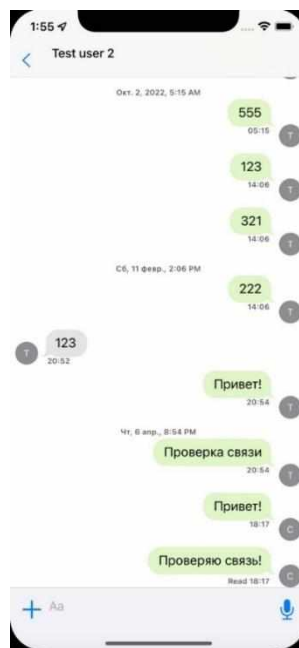 1:55
Test user 2
Окт. 2, 2022, 5:15 AM
555
05:15
T
123
14:06
T
321
14:06
T
Сб, 11 февр., 2:06 PM
222
14:06
T
123
T
20:52
Привет!
20:54
T
Чт, 6 апр., 8:54 PM
Проверка связи
20:54
T
Привет!
18:17
C
Проверяю связь!
Read 18:17
C
Aa